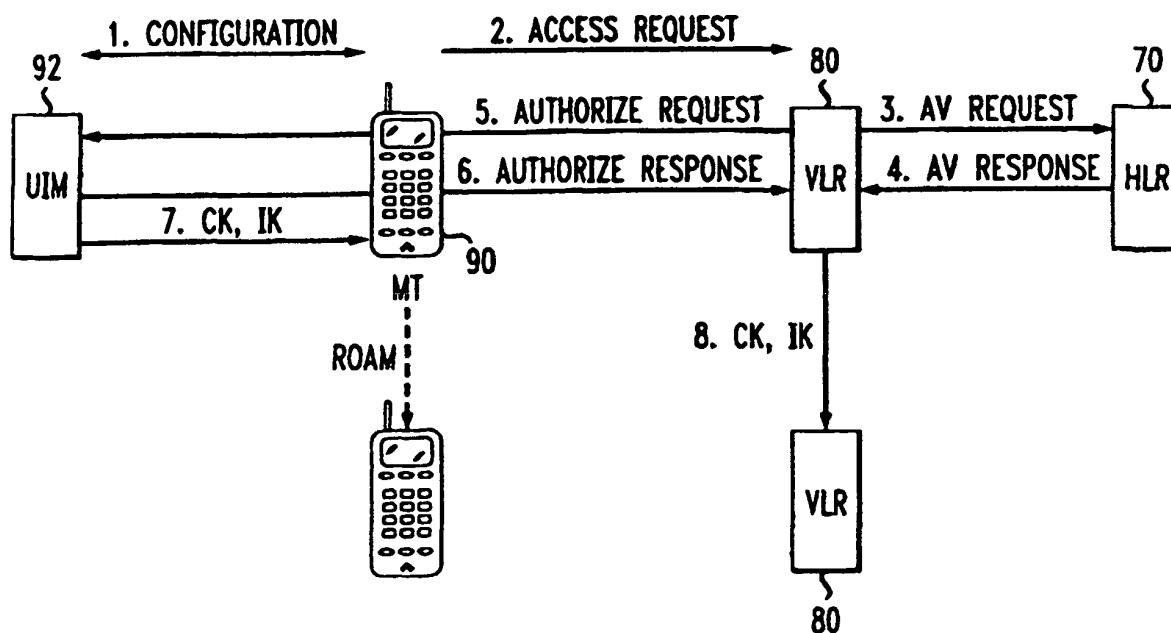 1. CONFIGURATION
2. ACCESS REQUEST
92
80
70
5. AUTHORIZE REQUEST
3. AV REQUEST
UIM
6. AUTHORIZE RESPONSE
VLR
4. AV RESPONSE
HLR
7. CK, IK
90
MT
8. CK, IK
ROAM
VLR
80